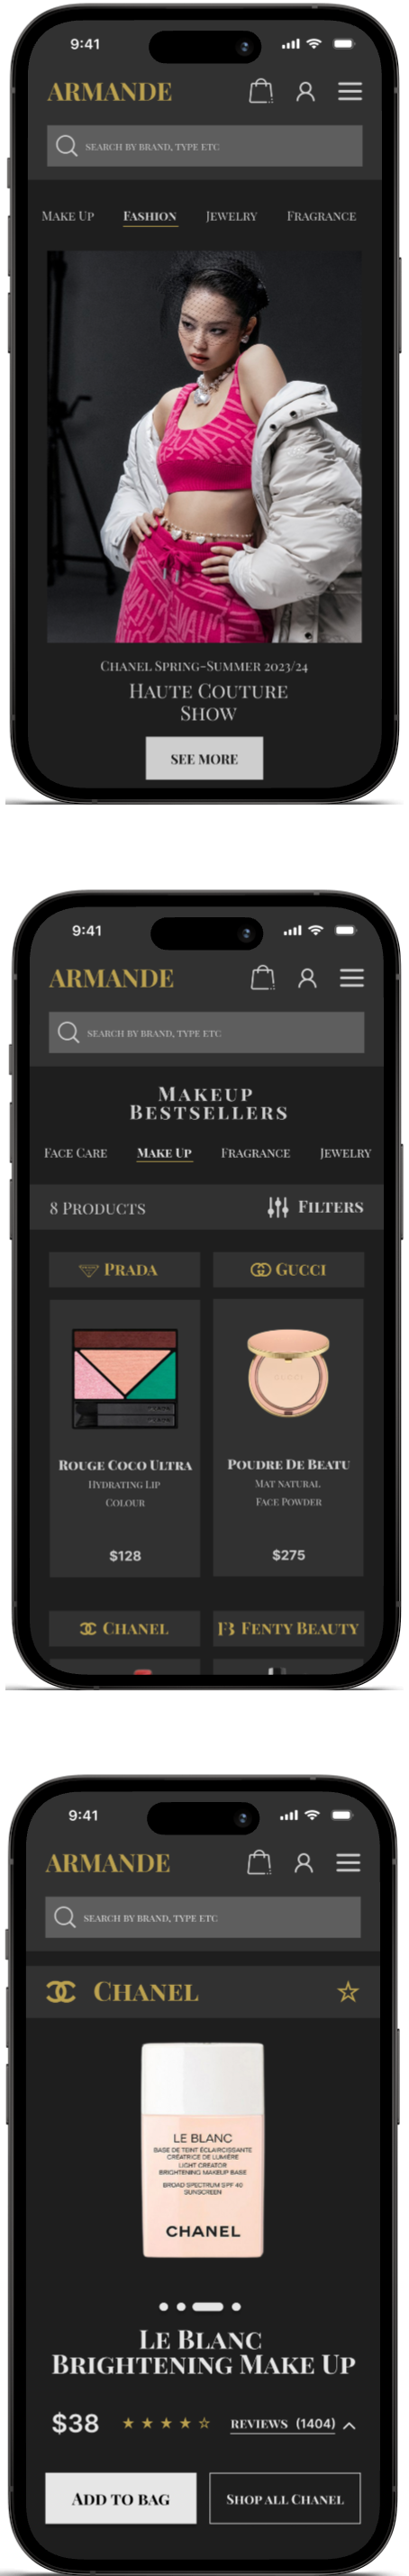 9:41
ARMANDE
SEARCH BY BRAND, TYPE ETC
MAKE UP FASHION JEWELRY FRAGRANCE
CHANEL SPRING-SUMMER 2023/24
HAUTE COUTURE
SHOW
SEE MORE
9:41
ARMANDE
SEARCH BY BRAND, TYPE ETC
MAKEUP
BESTSELLERS
FACE CARE MAKE UP FRAGRANCE JEWELRY
8 PRODUCTS FILTERS
PRADA GUCCI
GUCCI
ROUGE COCO ULTRA POUDRE DE BEATU
HYDRATING LIP MAT NATURAL
COLOUR FACE POWDER
$128 $275
CHANEL FENTY BEAUTY
9:41
ARMANDE
SEARCH BY BRAND, TYPE ETC
CHANEL
LE BLANC
BASE DE TEINT ÉCLAIRCISSANTE
CRÉATRICE DE LUMIÈRE
LIGHT CREATOR
BRIGHTENING MAKEUP BASE
BROAD SPECTRUM SPF 40
SUNSCREEN
CHANEL
LE BLANC
BRIGHTENING MAKE UP
$38 REVIEWS (1404)
ADD TO BAG SHOP ALL CHANEL